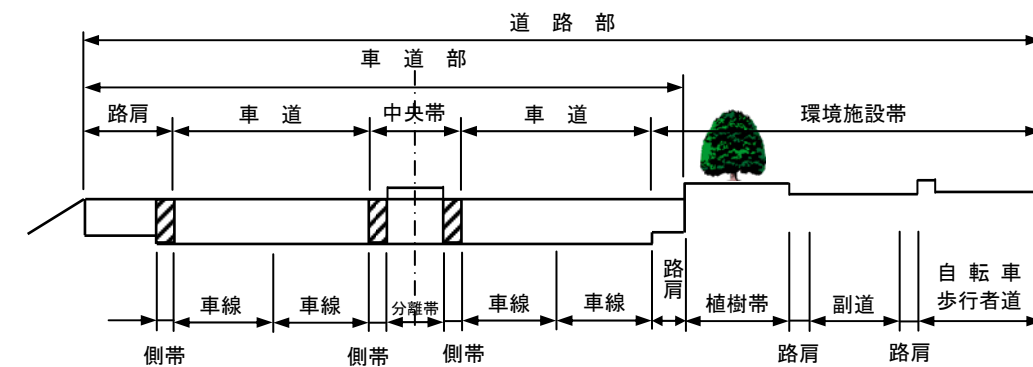 道 路 部
車 道 部
路肩 車 道 中央帯 車 道 環境施設帯
車線 車線 分離帯 車線 車線 路肩 植樹帯 副道 自 転 車
歩行者道
側帯 側帯 側帯 路肩 路肩